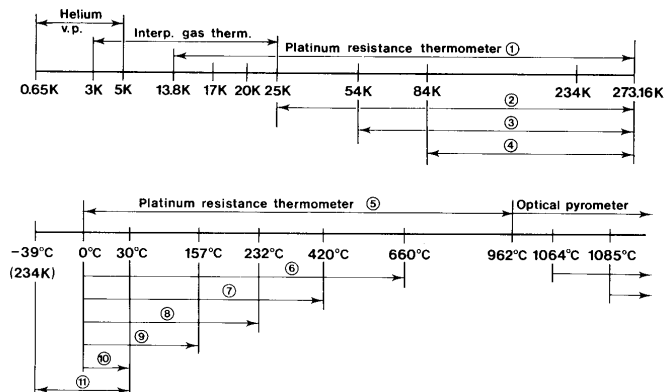 Helium
v.p.
Interp. gas therm.
Platinum resistance thermometer ①
0.65K 3K 5K 13.8K 17K 20K 25K 54K 84K 234K 273.16K
②
③
④
Platinum resistance thermometer ⑤ Optical pyrometer
−39°C 0°C 30°C 157°C 232°C 420°C 660°C 962°C 1064°C 1085°C
(234K)
⑥
⑦
⑧
⑨
⑩
⑪